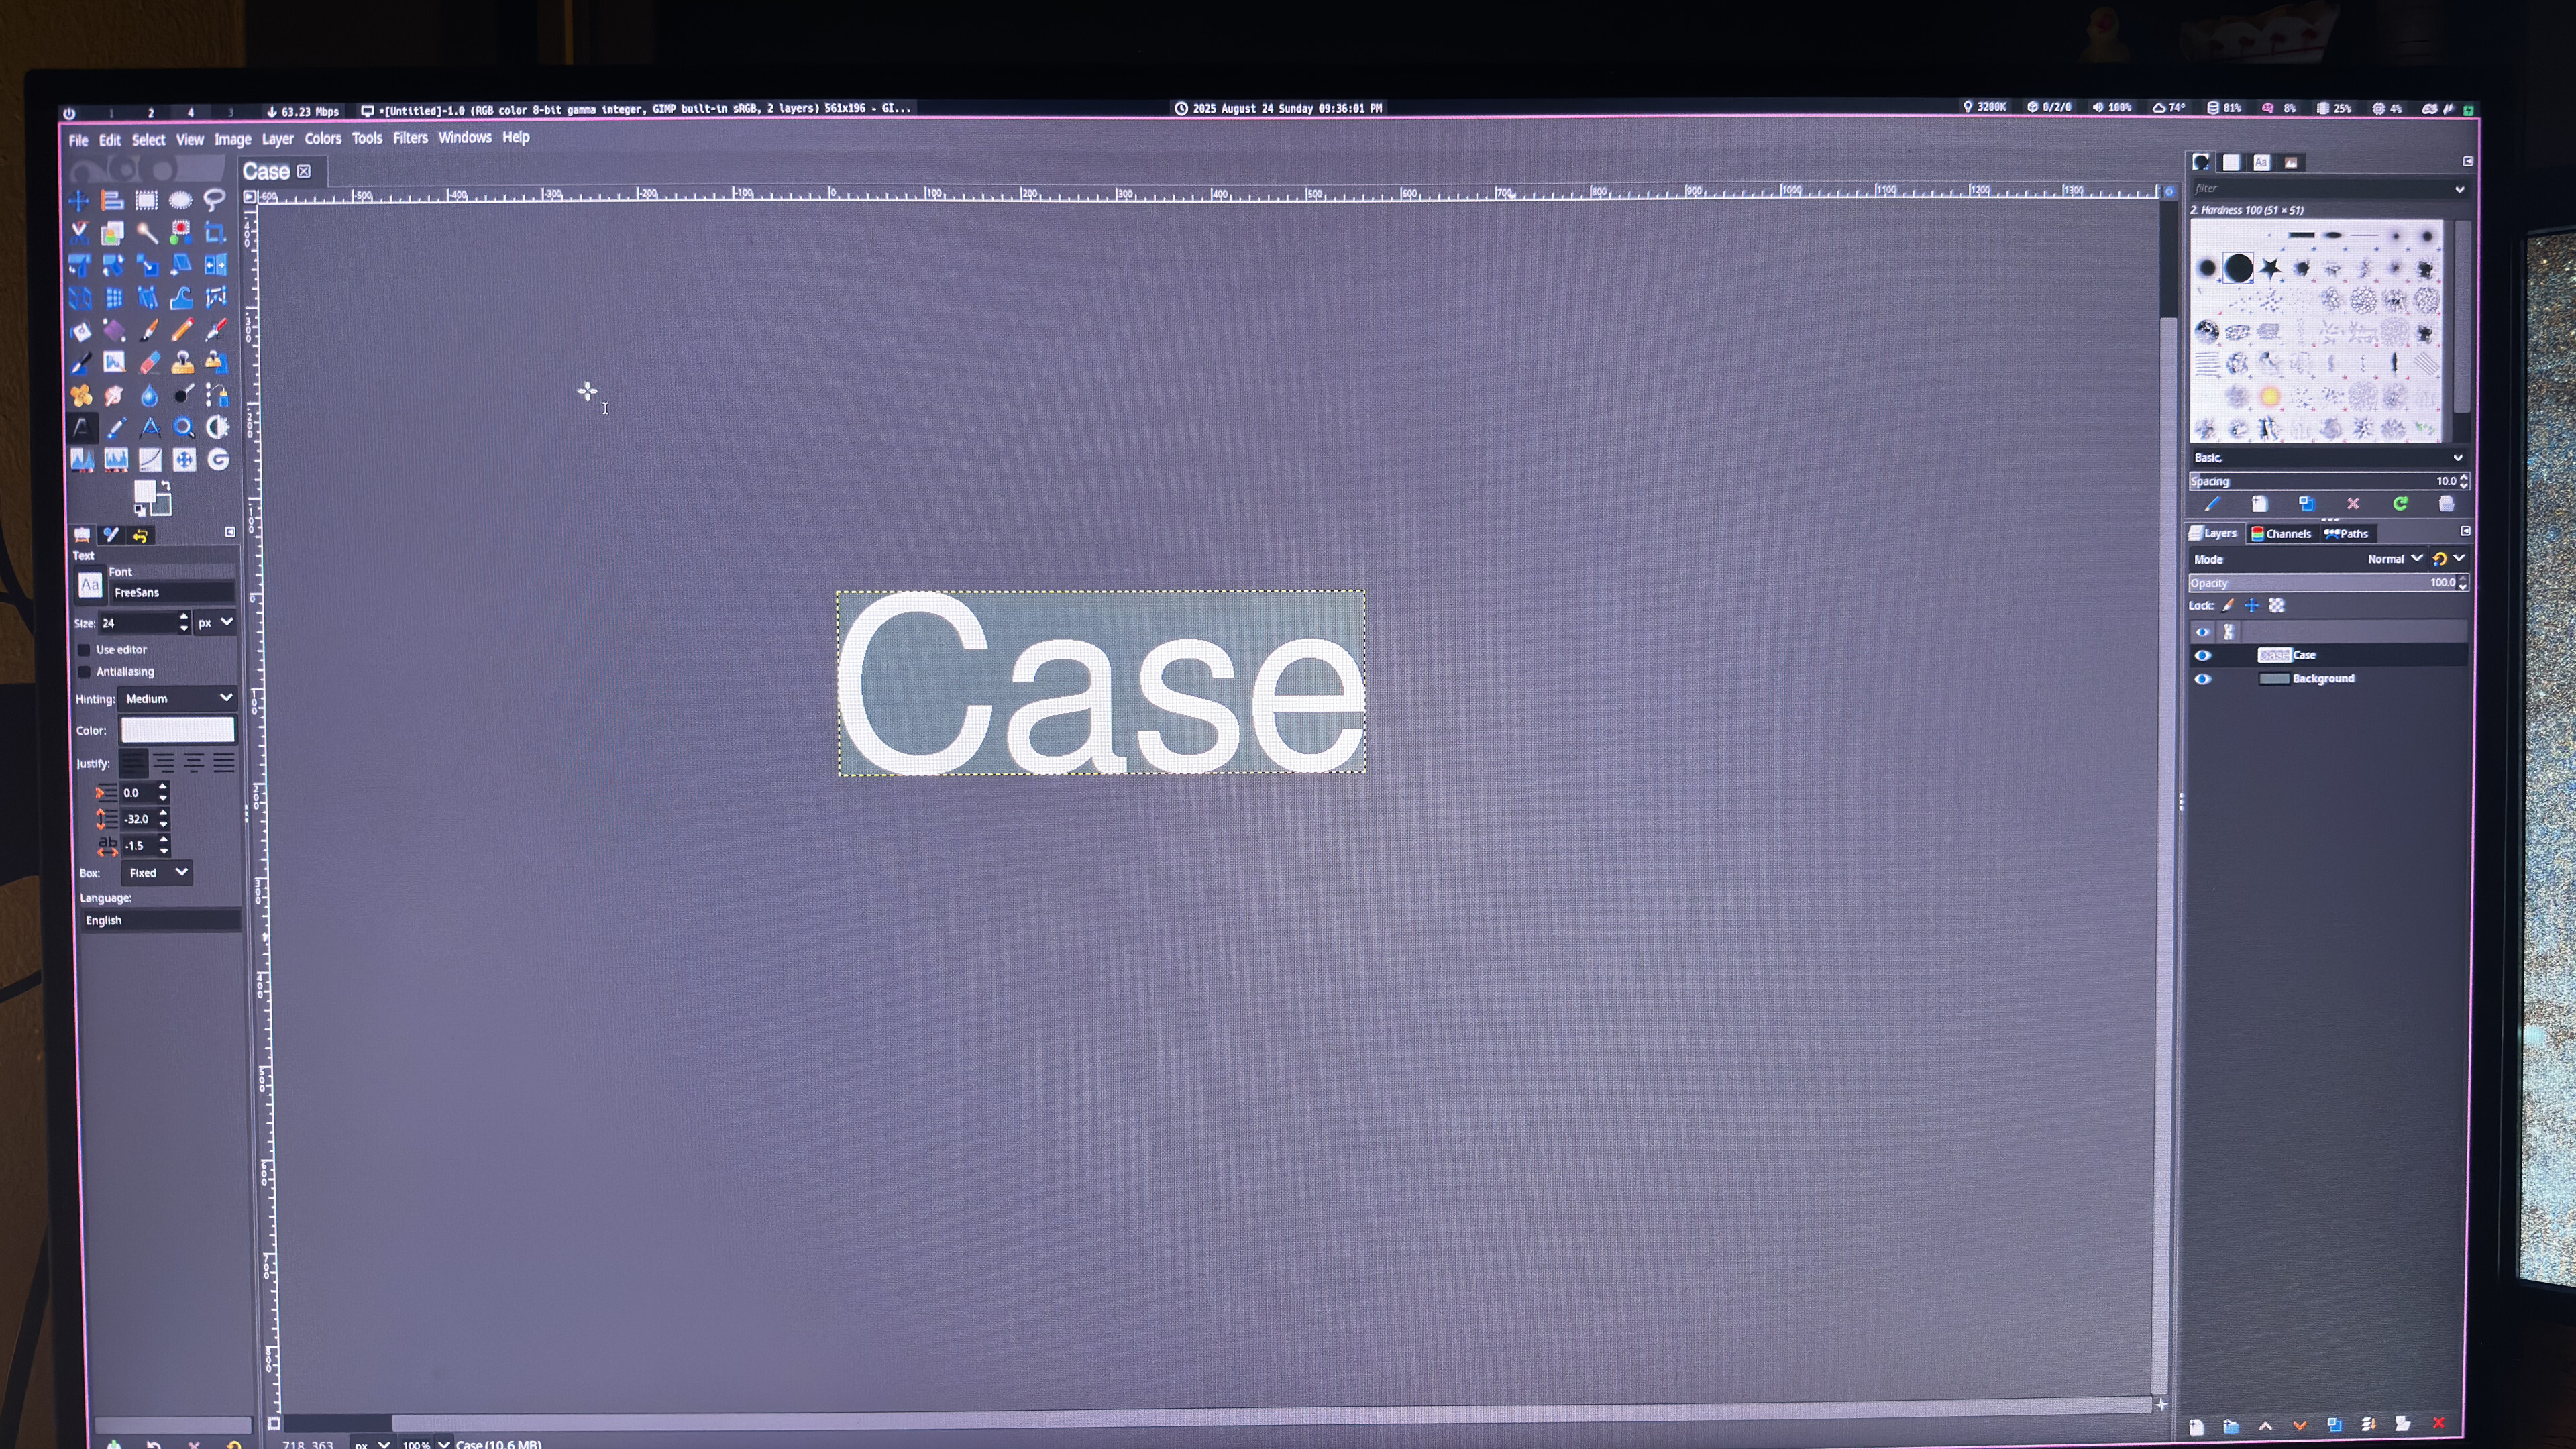 1 2 4 3 63.23 Mbps *[Untitled]-1.0 (RGB color 8-bit gamma integer, GIMP built-in sRGB, 2 layers) 561x196 - GI... 2025 August 24 Sunday 09:36:01 PM 3200K 0/2/0 100% 74° 81% 8% 25% 4%
File Edit Select View Image Layer Colors Tools Filters Windows Help
Case
-600 -500 -400 -300 -200 -100 0 100 200 300 400 500 600 700 800 900 1000 1100 1200 1300
filter
2. Hardness 100 (51 × 51)
Basic,
Spacing 10.0
Layers Channels Paths
Mode Normal
Opacity 100.0
Lock:
Case
Background
Text
Font
Aa FreeSans
Size: 24 px
Use editor
Antialiasing
Hinting: Medium
Color:
Justify:
0.0
-32.0
-1.5
Box: Fixed
Language:
English
Case
718, 363 px 100% Case (10.6 MB)